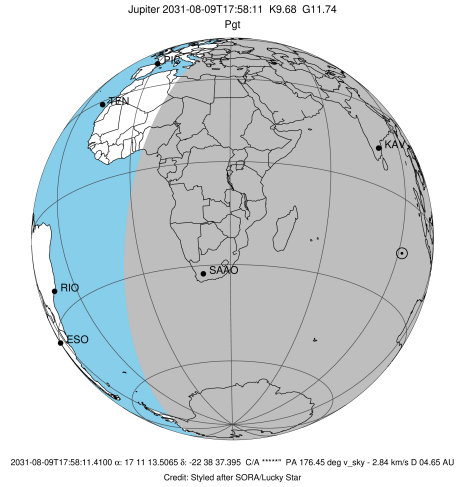 Jupiter 2031-08-09T17:58:11 K9.68 G11.74
Pgt
PIC
TEN
KAV
SAAO
RIO
ESO
2031-08-09T17:58:11.4100 α: 17 11 13.5065 δ: -22 38 37.395 C/A *****" PA 176.45 deg v_sky - 2.84 km/s D 04.65 AU
Credit: Styled after SORA/Lucky Star